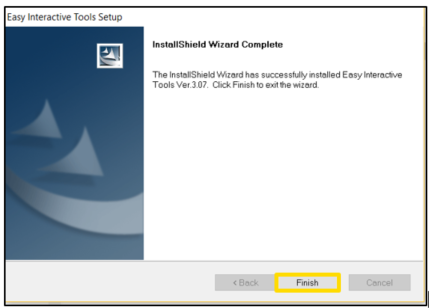 Easy Interactive Tools Setup
InstallShield Wizard Complete
The InstallShield Wizard has successfully installed Easy Interactive
Tools Ver.3.07. Click Finish to exit the wizard.
< Back
Finish
Cancel